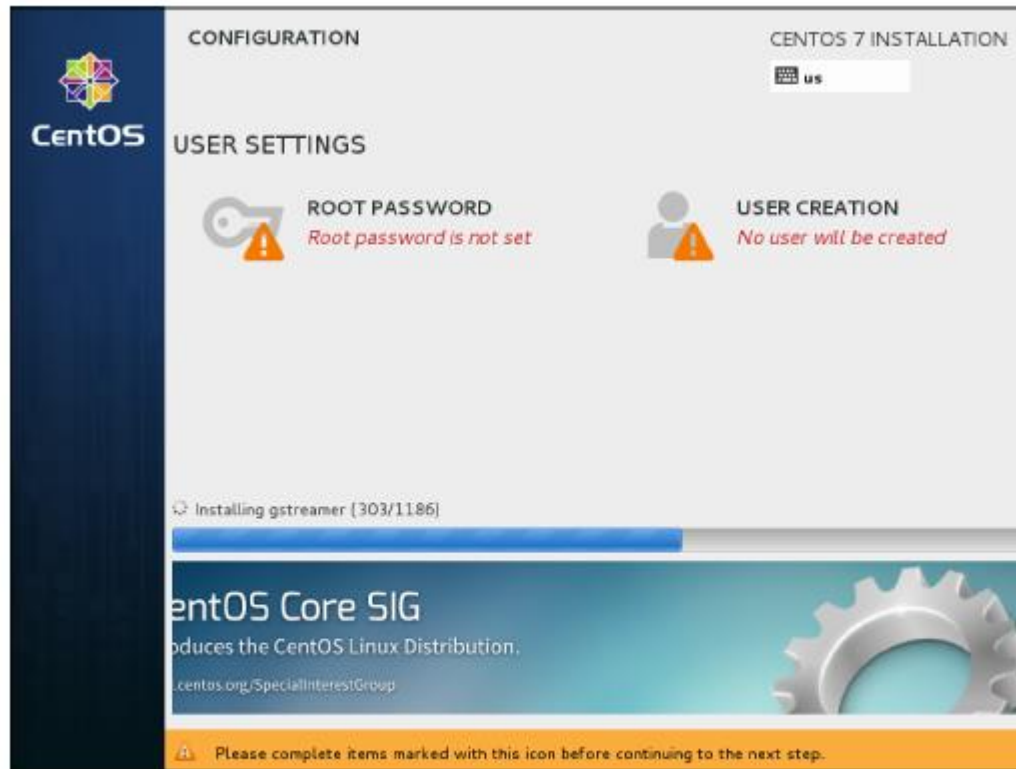 CONFIGURATION
CENTOS 7 INSTALLATION
us
CentOS
USER SETTINGS
ROOT PASSWORD
Root password is not set
USER CREATION
No user will be created
Installing gstreamer (303/1186)
entOS Core SIG
oduces the CentOS Linux Distribution.
.centos.org/SpecialInterestGroup
Please complete items marked with this icon before continuing to the next step.